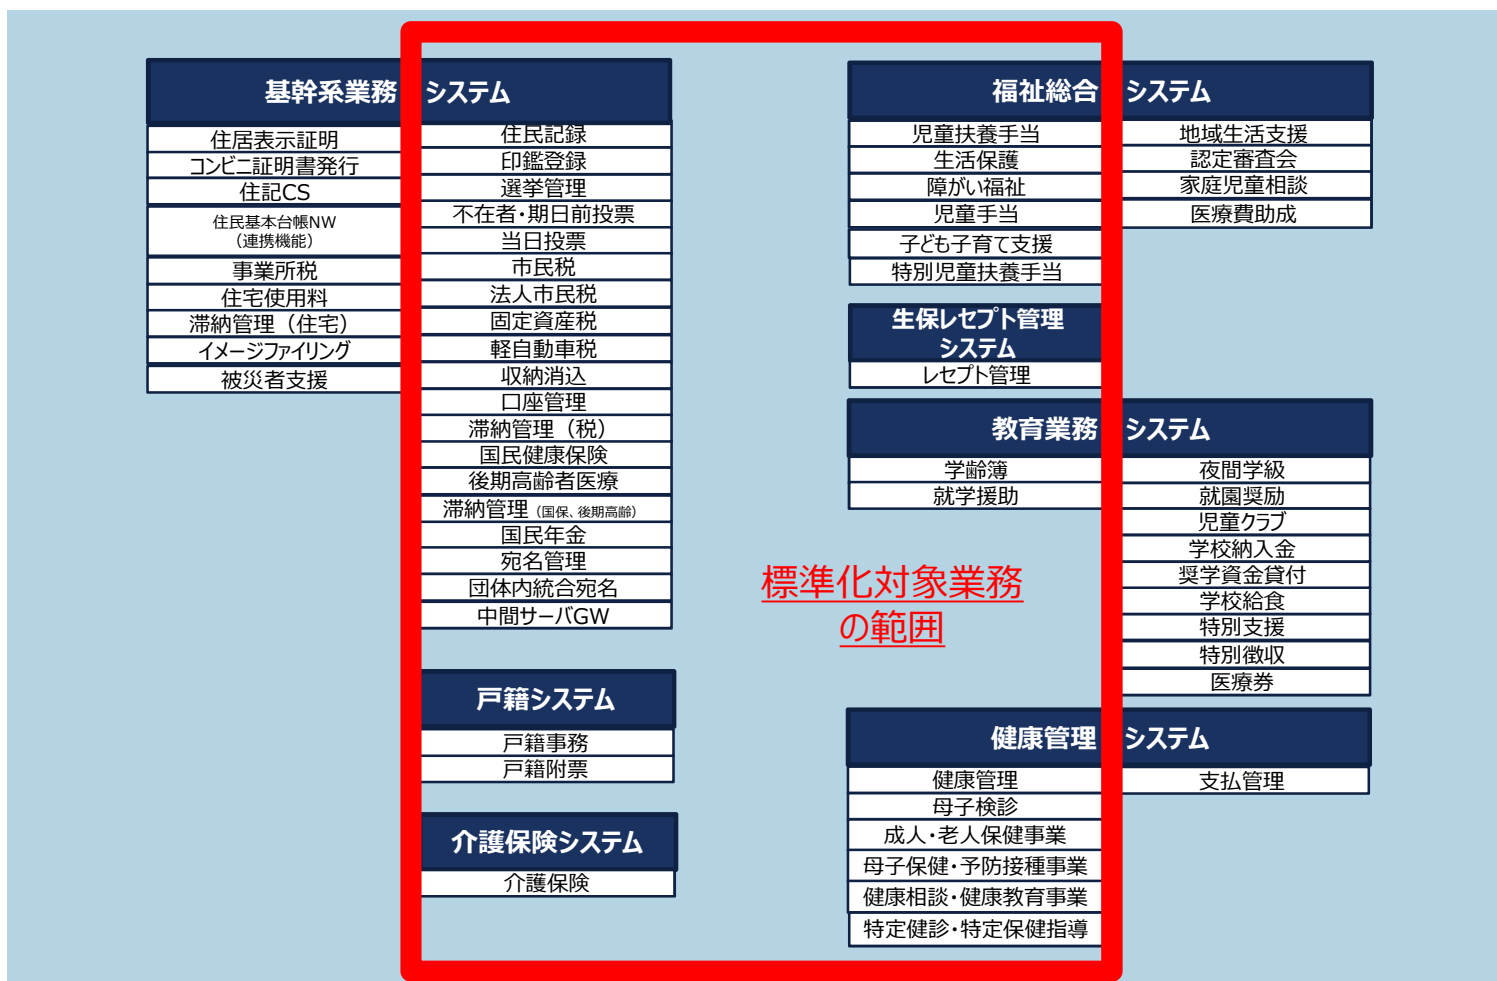 基幹系業務 システム
住居表示証明
コンビニ証明書発行
住記CS
住民基本台帳NW
（連携機能）
事業所税
住宅使用料
滞納管理（住宅）
イメージファイリング
被災者支援
住民記録
印鑑登録
選挙管理
不在者・期日前投票
当日投票
市民税
法人市民税
固定資産税
軽自動車税
収納消込
口座管理
滞納管理（税）
国民健康保険
後期高齢者医療
滞納管理（国保、後期高齢）
国民年金
宛名管理
団体内統合宛名
中間サーバGW
戸籍システム
戸籍事務
戸籍附票
介護保険システム
介護保険
福祉総合 システム
児童扶養手当
生活保護
障がい福祉
児童手当
子ども子育て支援
特別児童扶養手当
地域生活支援
認定審査会
家庭児童相談
医療費助成
生保レセプト管理
システム
レセプト管理
教育業務 システム
学齢簿
就学援助
夜間学級
就園奨励
児童クラブ
学校納入金
奨学資金貸付
学校給食
特別支援
特別徴収
医療券
標準化対象業務
の範囲
健康管理 システム
健康管理
母子検診
成人・老人保健事業
母子保健・予防接種事業
健康相談・健康教育事業
特定健診・特定保健指導
支払管理